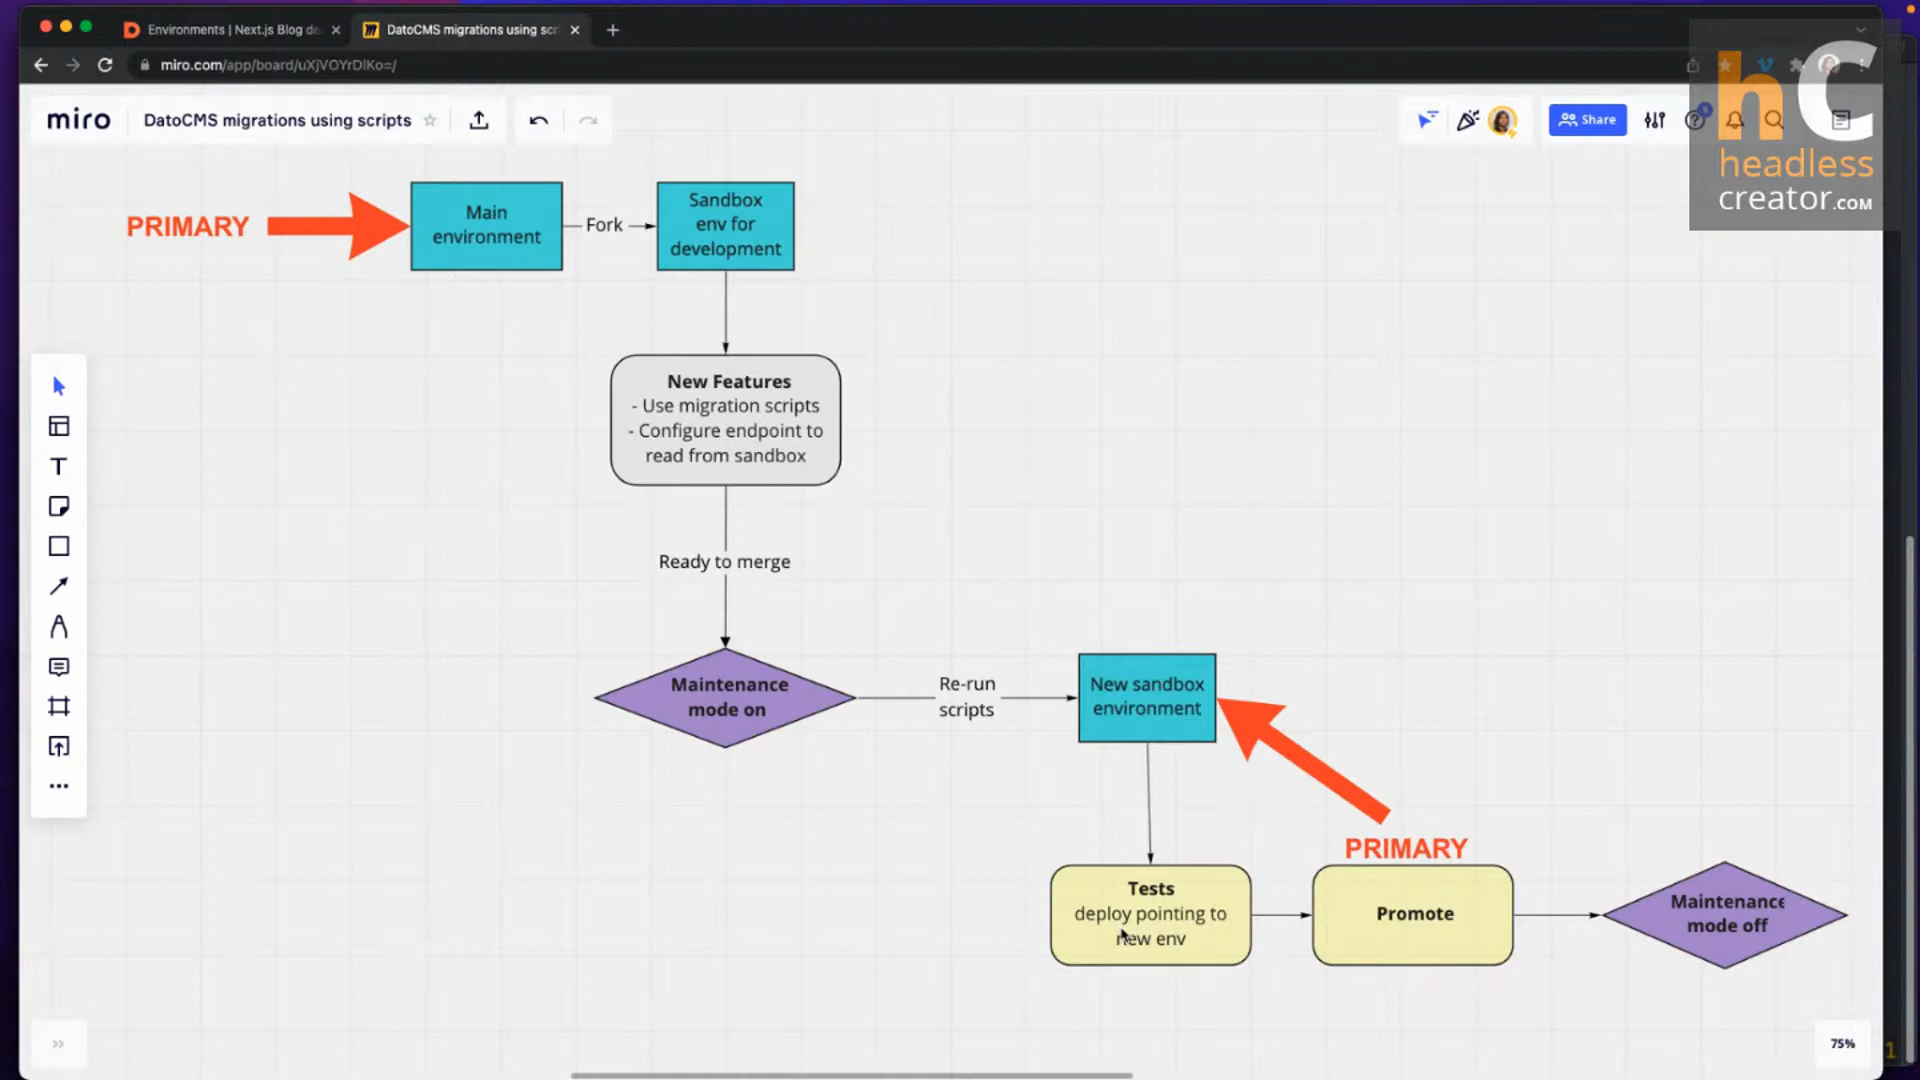 Environments | Next.js Blog de
DatoCMS migrations using scr
miro.com/app/board/uXjVOYrDIKo=/
hC
headless
creator.COM
miro
DatoCMS migrations using scripts
Share
PRIMARY
Main
environment
Fork
Sandbox
env for
development
New Features
- Use migration scripts
- Configure endpoint to
read from sandbox
Ready to merge
Maintenance
mode on
Re-run
scripts
New sandbox
environment
PRIMARY
Tests
deploy pointing to
new env
Promote
Maintenance
mode off
75%
1